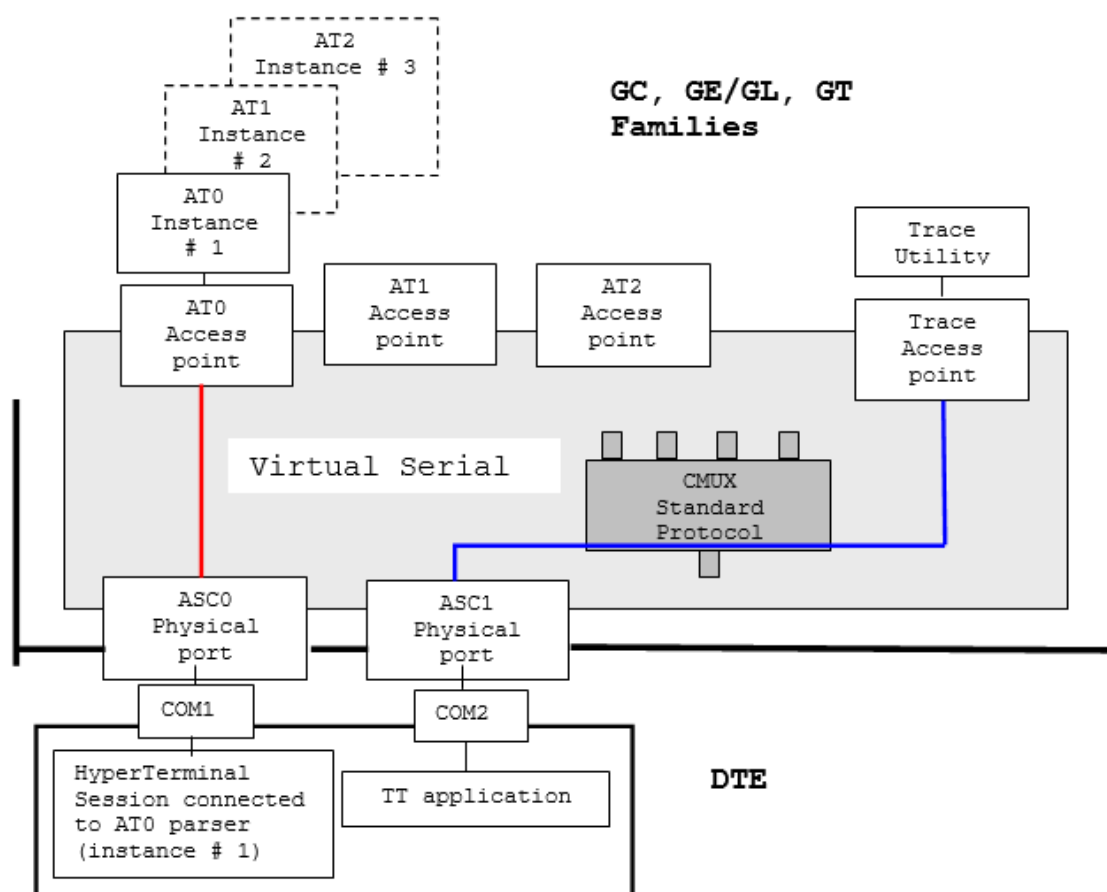 AT2
Instance # 3
GC, GE/GL, GT
Families
AT1
Instance
# 2
AT0
Instance
# 1
Trace
Utility
AT0
Access
point
AT1
Access
point
AT2
Access
point
Trace
Access
point
Virtual Serial
CMUX
Standard
Protocol
ASC0
Physical
port
ASC1
Physical
port
COM1
COM2
HyperTerminal
Session connected
to AT0 parser
(instance # 1)
TT application
DTE